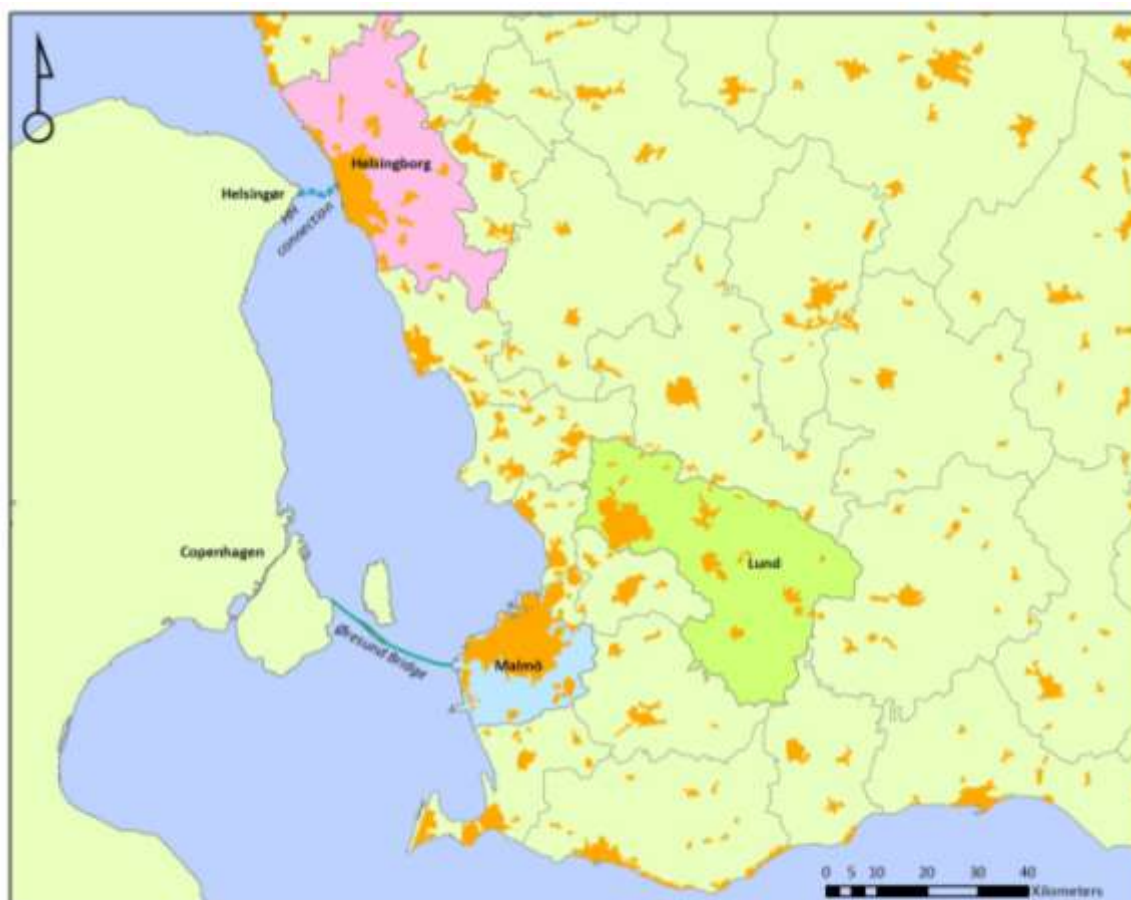 Helsingborg
Helsingør
HH
connection
Copenhagen
Lund
Øresund Bridge
Malmö
0 5 10 20 30 40
Kilometers